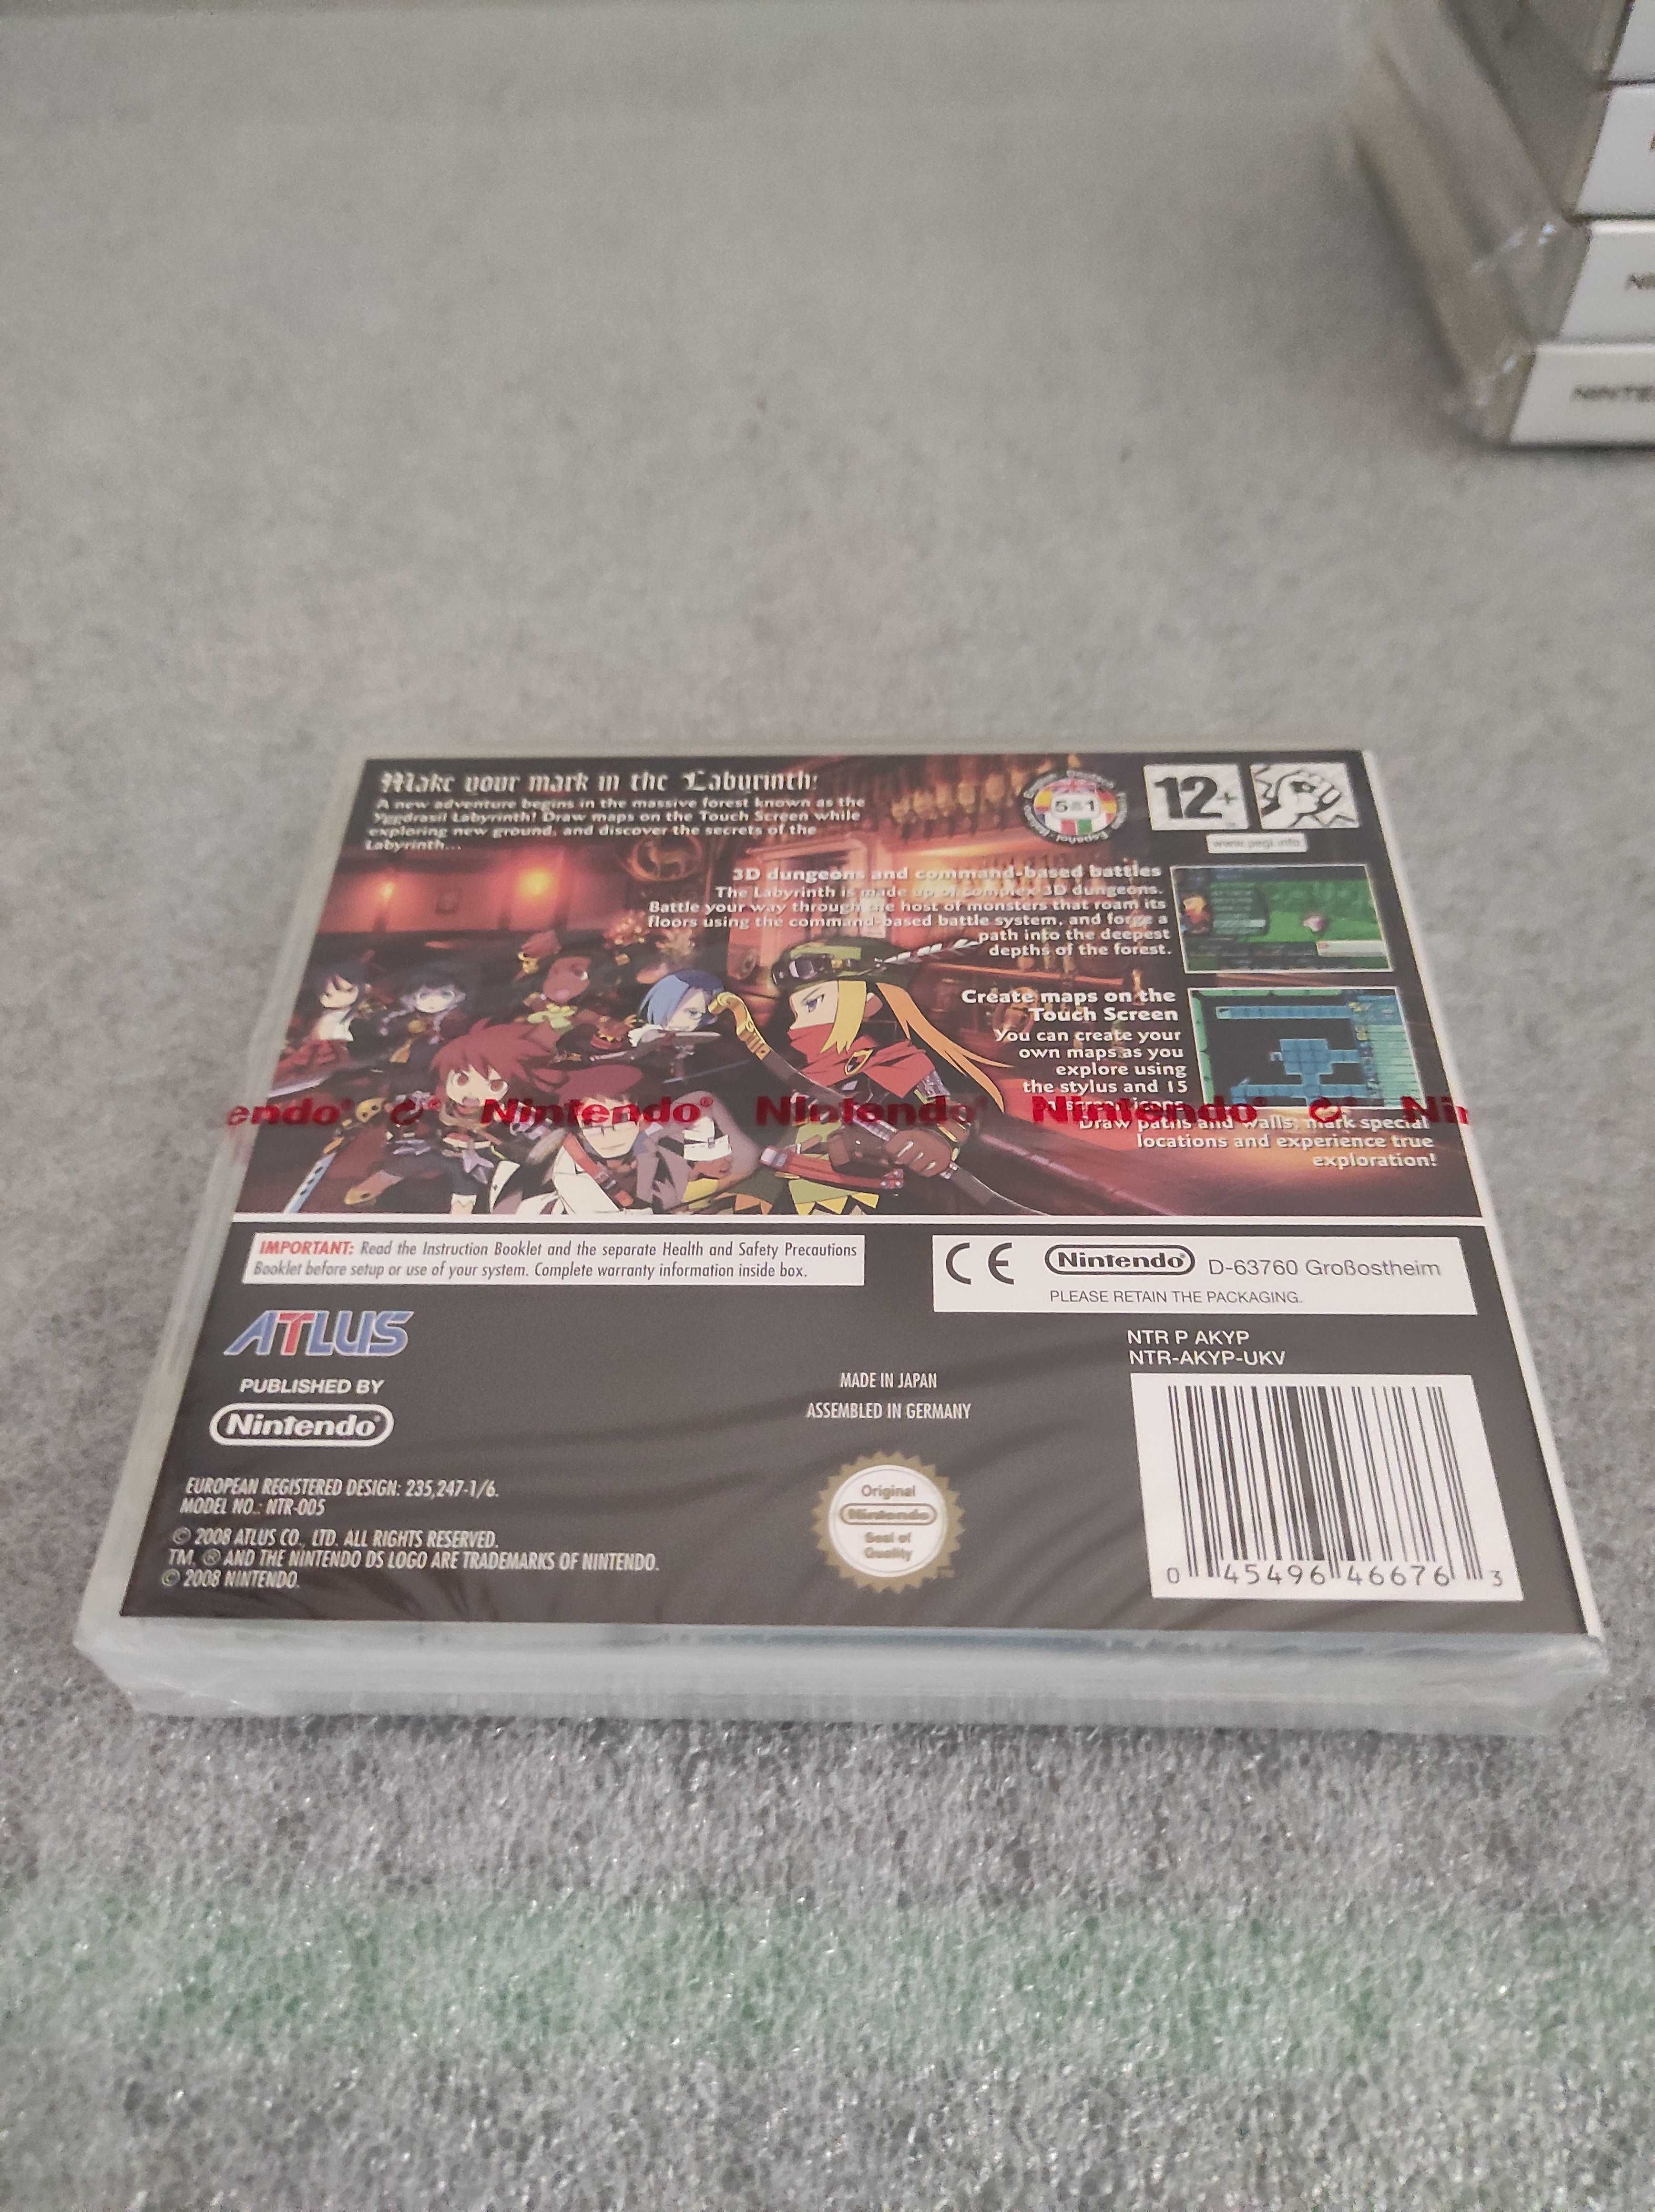 Make your mark in the Labyrinth!
A new adventure begins in the massive forest known as the
Yggdrasil Labyrinth! Draw maps on the Touch Screen while
exploring new ground, and discover the secrets of the
Labyrinth...
Deutsch
Español
5 in 1
12+
www.pegi.info
3D dungeons and command-based battles
The Labyrinth is made up of complex 3D dungeons.
Battle your way through the host of monsters that roam its
floors using the command-based battle system, and forge a
path into the deepest
depths of the forest.
Create maps on the
Touch Screen
You can create your
own maps as you
explore using
the stylus and 15
endo® Nintendo® Nintendo® Nintendo® Nin
Draw paths and walls; mark special
locations and experience true
exploration!
IMPORTANT: Read the Instruction Booklet and the separate Health and Safety Precautions
Booklet before setup or use of your system. Complete warranty information inside box.
CE Nintendo® D-63760 Großostheim
PLEASE RETAIN THE PACKAGING.
ATLUS
PUBLISHED BY
Nintendo®
NTR P AKYP
NTR-AKYP-UKV
MADE IN JAPAN
ASSEMBLED IN GERMANY
EUROPEAN REGISTERED DESIGN: 235,247-1/6.
MODEL NO.: NTR-005
© 2008 ATLUS CO., LTD. ALL RIGHTS RESERVED.
TM, ® AND THE NINTENDO DS LOGO ARE TRADEMARKS OF NINTENDO.
© 2008 NINTENDO.
Original
Nintendo
Seal of
Quality
0 45496 46676 3
NI
NINTE